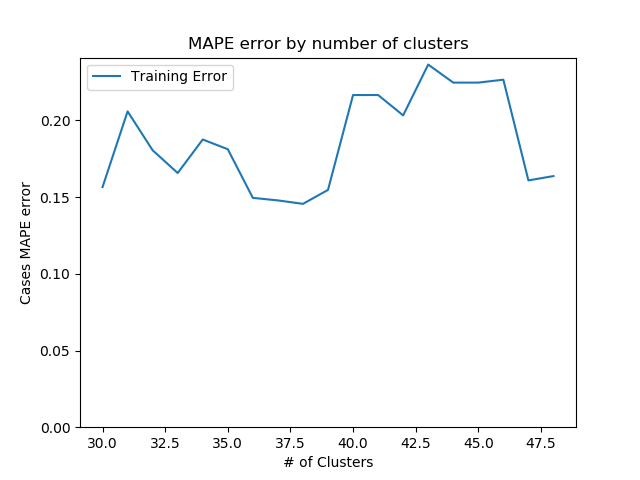 MAPE error by number of clusters
Training Error
Cases MAPE error
0.20
0.15
0.10
0.05
0.00
30.0 32.5 35.0 37.5 40.0 42.5 45.0 47.5
# of Clusters